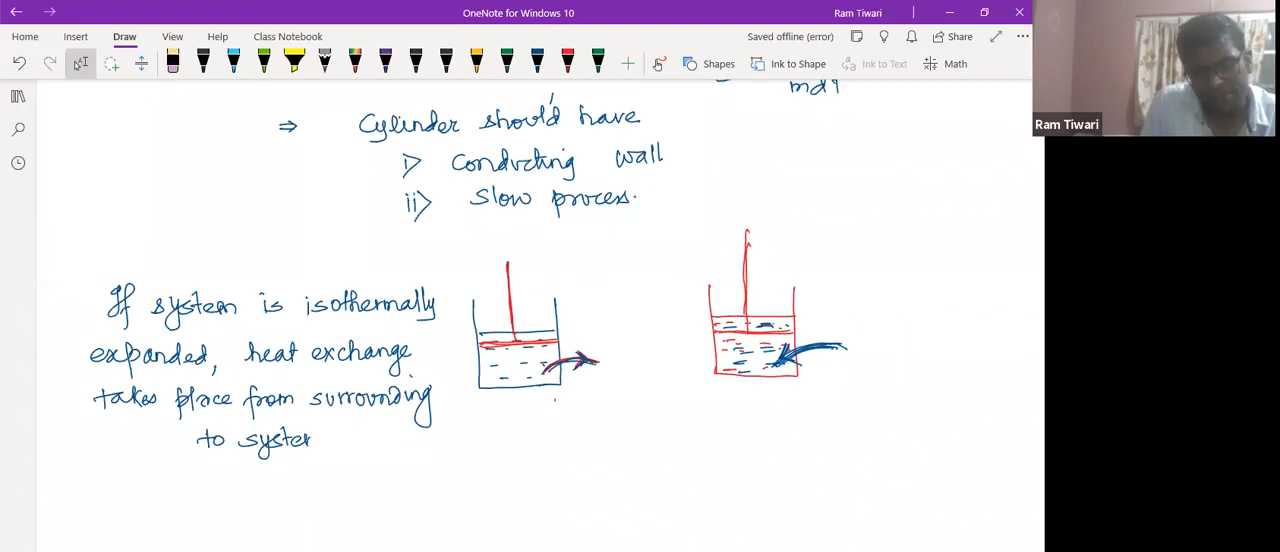 OneNote for Windows 10
Ram Tiwari
Home Insert Draw View Help Class Notebook
Saved offline (error)
Share
Shapes
Ink to Shape
Ink to Text
Math
⇒ Cylinder should have
i> Conducting wall
ii> Slow process.
If system is isothermally
expanded, heat exchange
takes place from surrounding
to syster
Ram Tiwari